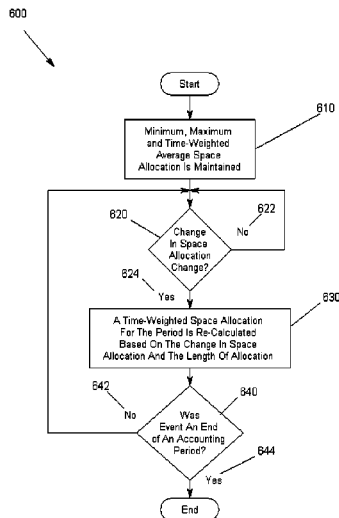 600
Start
610
Minimum, Maximum
and Time-Weighted
Average Space
Allocation Is Maintained
620
622
Change
In Space
Allocation
Change?
No
624
Yes
630
A Time-Weighted Space Allocation
For The Period Is Re-Calculated
Based On The Change In Space
Allocation And The Length Of Allocation
642
640
No
Was
Event An End
of An Accounting
Period?
644
Yes
End